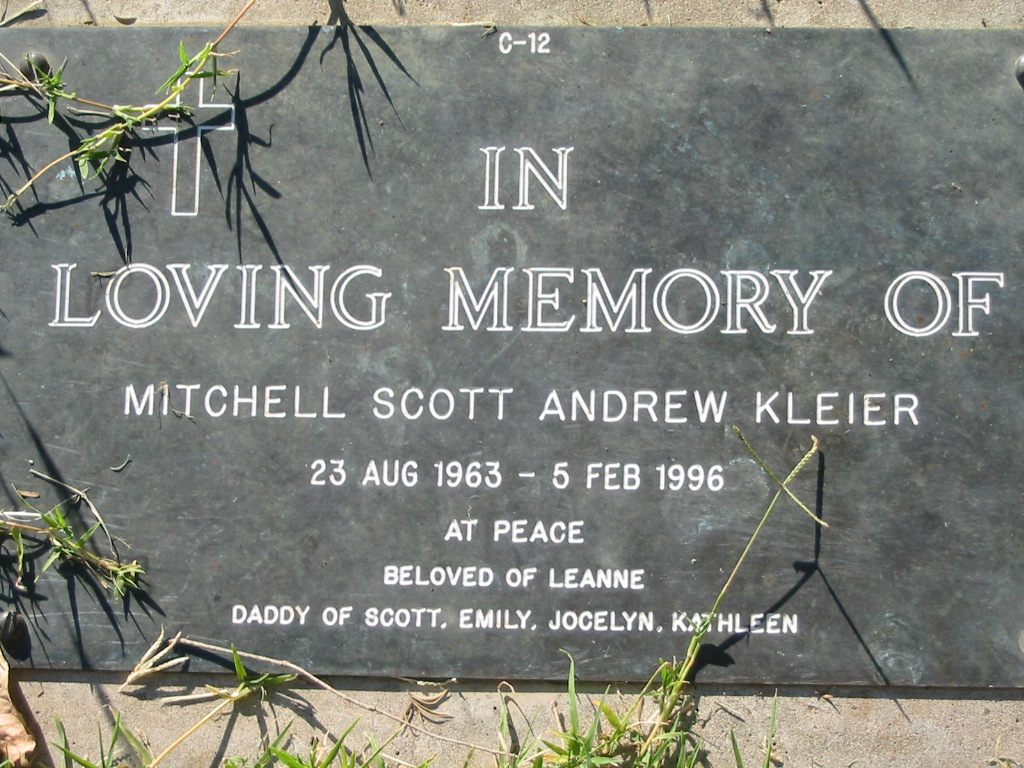 C-12
IN
LOVING MEMORY OF
MITCHELL SCOTT ANDREW KLEIER
23 AUG 1963 - 5 FEB 1996
AT PEACE
BELOVED OF LEANNE
DADDY OF SCOTT, EMILY, JOCELYN, KATHLEEN